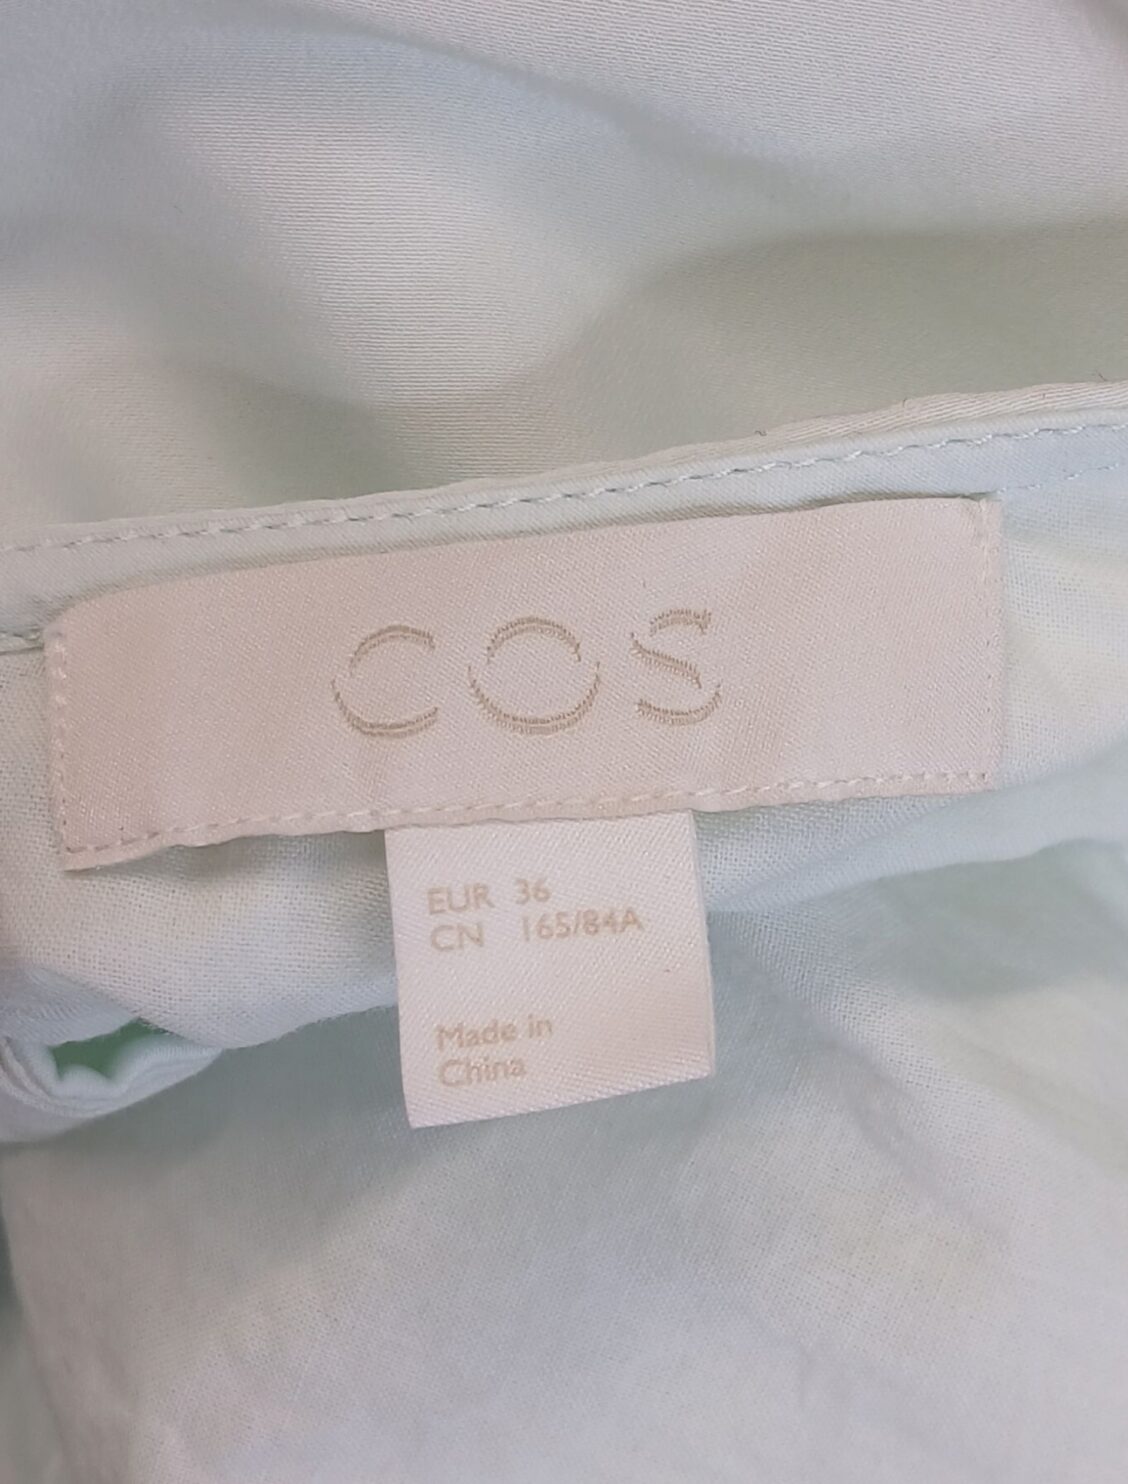 COS
EUR 36
CN 165/84A
Made in
China